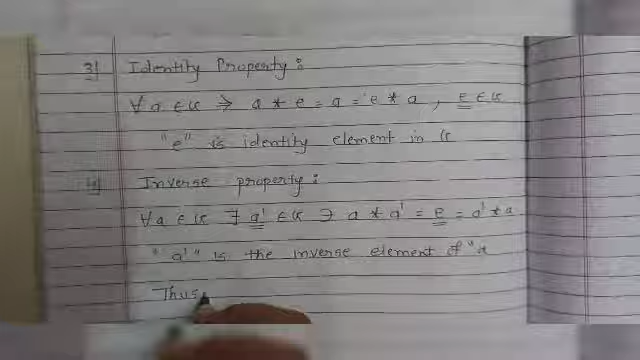 3) Identity Property:
∀ a ∈ G ⇒ a * e = a = e * a , e ∈ G
"e" is identity element in G
4) Inverse property:
∀ a ∈ G ∃ a' ∈ G ∋ a * a' = e = a' * a
"a'" is the inverse element of "a
Thus